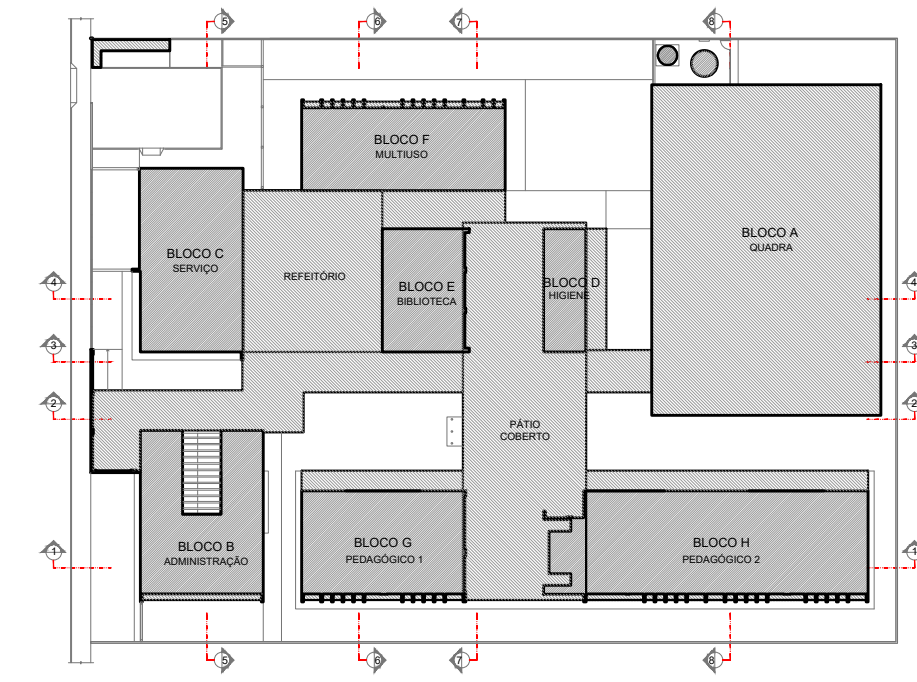 5
6
7
8
BLOCO F
MULTIUSO
BLOCO A
QUADRA
BLOCO C
SERVIÇO
REFEITÓRIO
BLOCO E
BIBLIOTECA
BLOCO D
HIGIENE
4
4
3
3
2
2
PÁTIO
COBERTO
BLOCO B
ADMINISTRAÇÃO
BLOCO G
PEDAGÓGICO 1
BLOCO H
PEDAGÓGICO 2
1
1
5
6
7
8